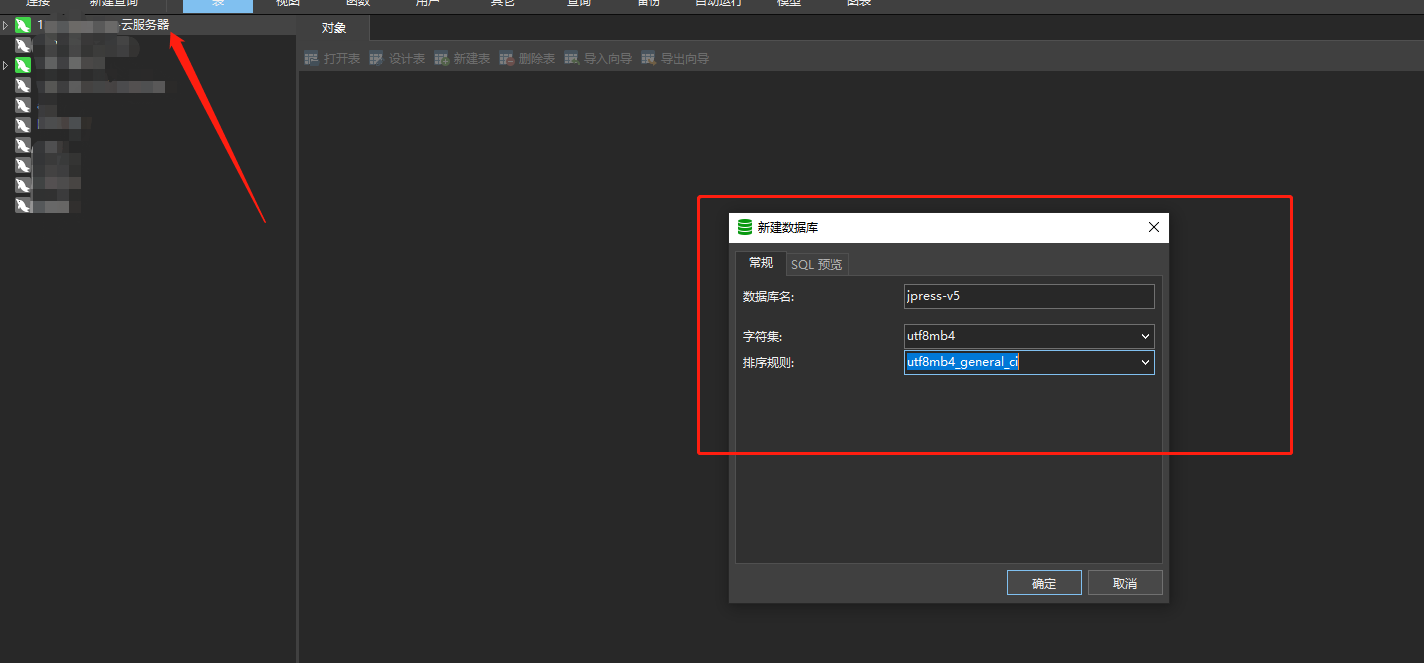 连接 新建查询 表 视图 函数 用户 其它 查询 备份 自动运行 模型 图表
1 云服务器
对象
打开表 设计表 新建表 删除表 导入向导 导出向导
新建数据库
常规 SQL 预览
数据库名: jpress-v5
字符集: utf8mb4
排序规则: utf8mb4_general_ci
确定 取消